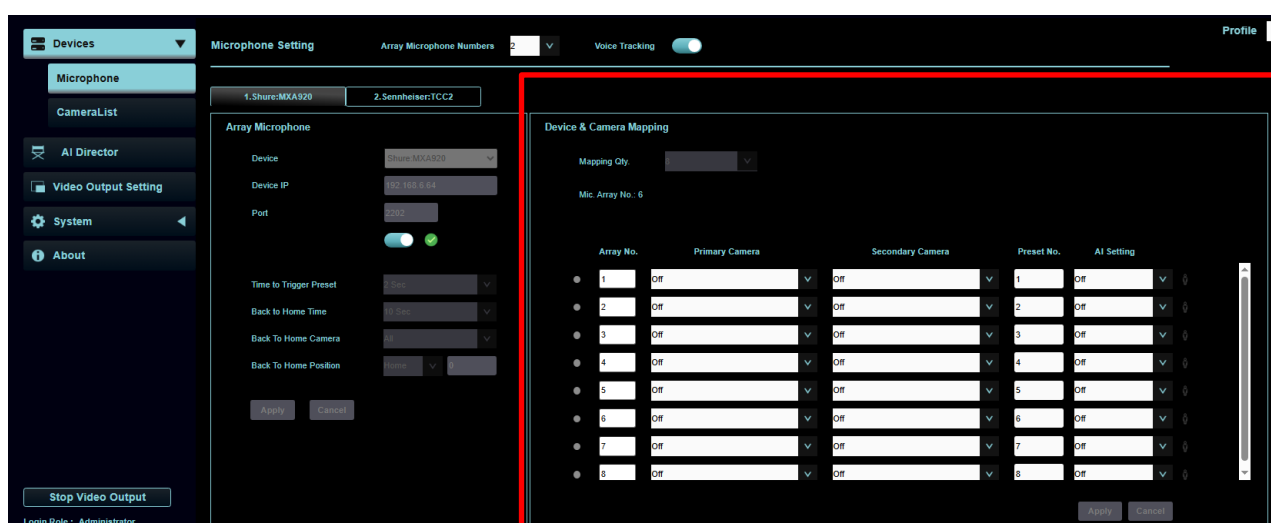 Profile
Devices
Microphone
CameraList
AI Director
Video Output Setting
System
About
Stop Video Output
Login Role : Administrator
Microphone Setting Array Microphone Numbers 2 Voice Tracking
1.Shure:MXA920 2.Sennheiser:TCC2
Array Microphone
Device Shure:MXA920
Device IP 192.168.6.64
Port 2202
Time to Trigger Preset 2 Sec
Back to Home Time 10 Sec
Back To Home Camera All
Back To Home Position Home 0
Apply Cancel
Device & Camera Mapping
Mapping Qty.
Mic. Array No.: 6
Array No. Primary Camera Secondary Camera Preset No. AI Setting
1 Off Off 1 Off
2 Off Off 2 Off
3 Off Off 3 Off
4 Off Off 4 Off
5 Off Off 5 Off
6 Off Off 6 Off
7 Off Off 7 Off
8 Off Off 8 Off
Apply Cancel